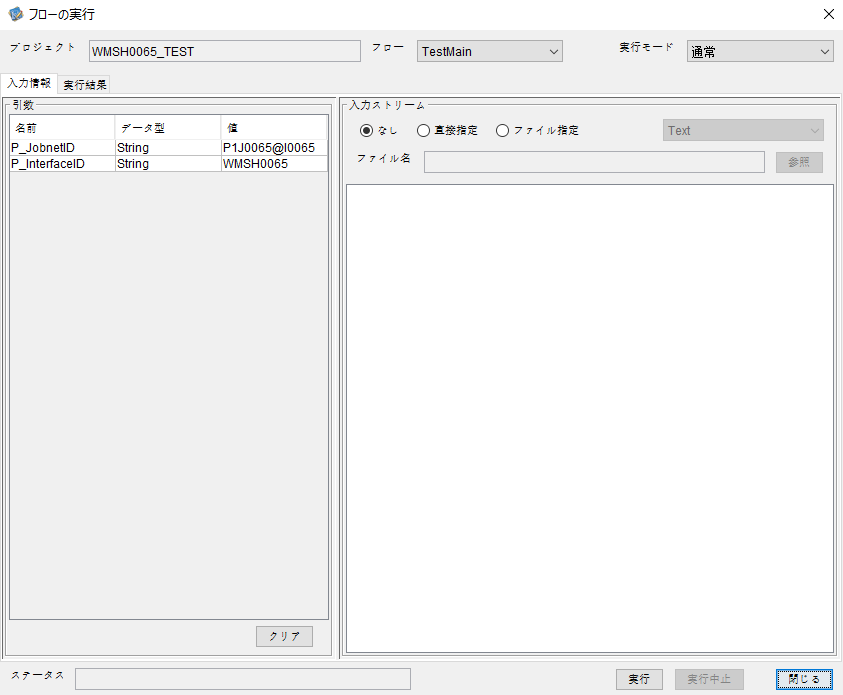 フローの実行
プロジェクト WMSH0065_TEST フロー TestMain 実行モード 通常
入力情報 実行結果
引数
名前 データ型 値
P_JobnetID String P1J0065@I0065
P_InterfaceID String WMSH0065
クリア
入力ストリーム
なし 直接指定 ファイル指定 Text
ファイル名 参照
ステータス 実行 実行中止 閉じる